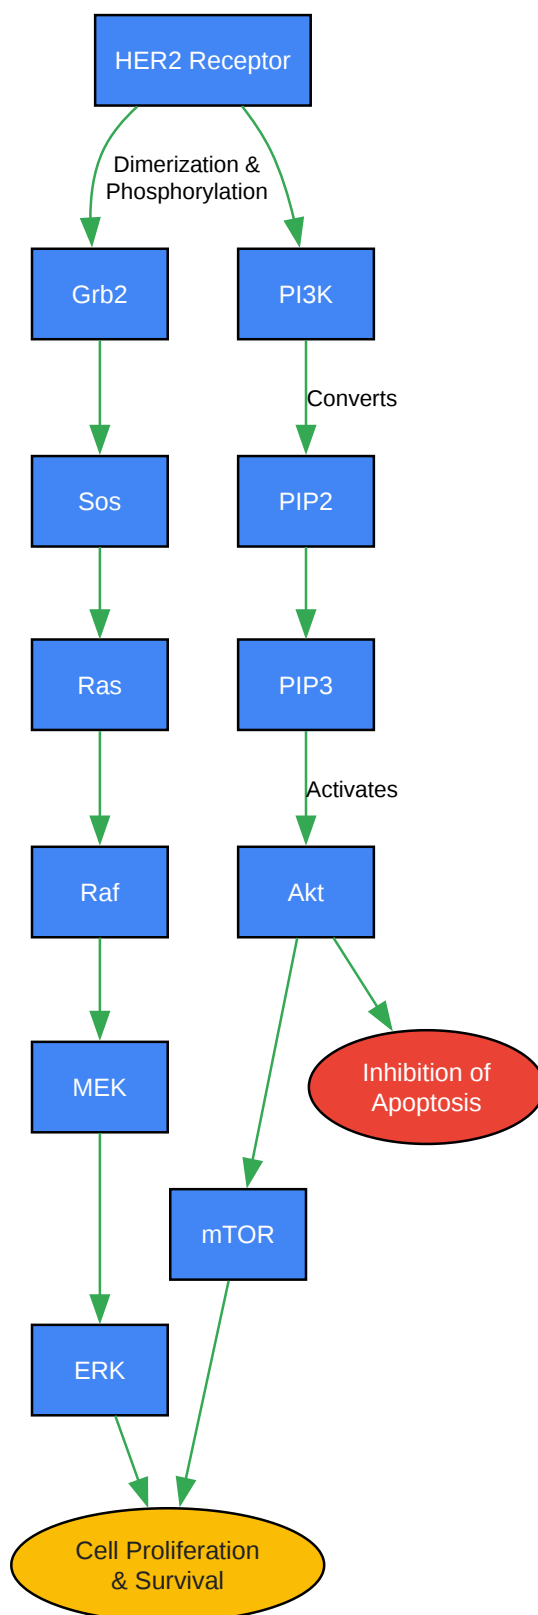 HER2 Receptor
Dimerization &
Phosphorylation
Grb2
PI3K
Converts
Sos
PIP2
Ras
PIP3
Activates
Raf
Akt
Inhibition of
Apoptosis
MEK
mTOR
ERK
Cell Proliferation
& Survival